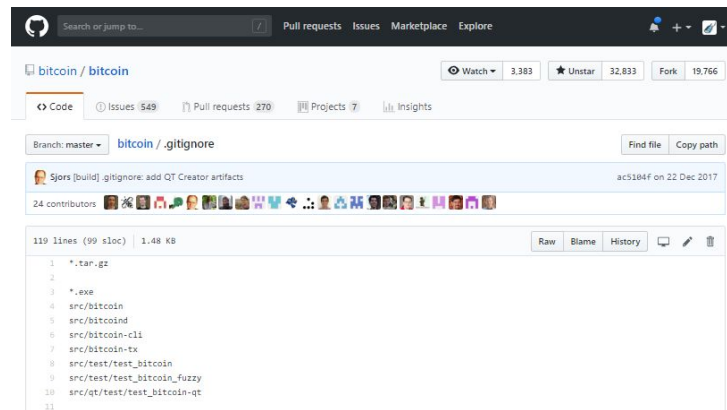 Search or jump to... / Pull requests Issues Marketplace Explore
bitcoin / bitcoin Watch 3,383 Unstar 32,833 Fork 19,766
Code Issues 549 Pull requests 270 Projects 7 Insights
Branch: master bitcoin / .gitignore Find file Copy path
Sjors [build] .gitignore: add QT Creator artifacts ac5104f on 22 Dec 2017
24 contributors
119 lines (99 sloc) 1.48 KB Raw Blame History
1 *.tar.gz
2
3 *.exe
4 src/bitcoin
5 src/bitcoind
6 src/bitcoin-cli
7 src/bitcoin-tx
8 src/test/test_bitcoin
9 src/test/test_bitcoin_fuzzy
10 src/qt/test/test_bitcoin-qt
11